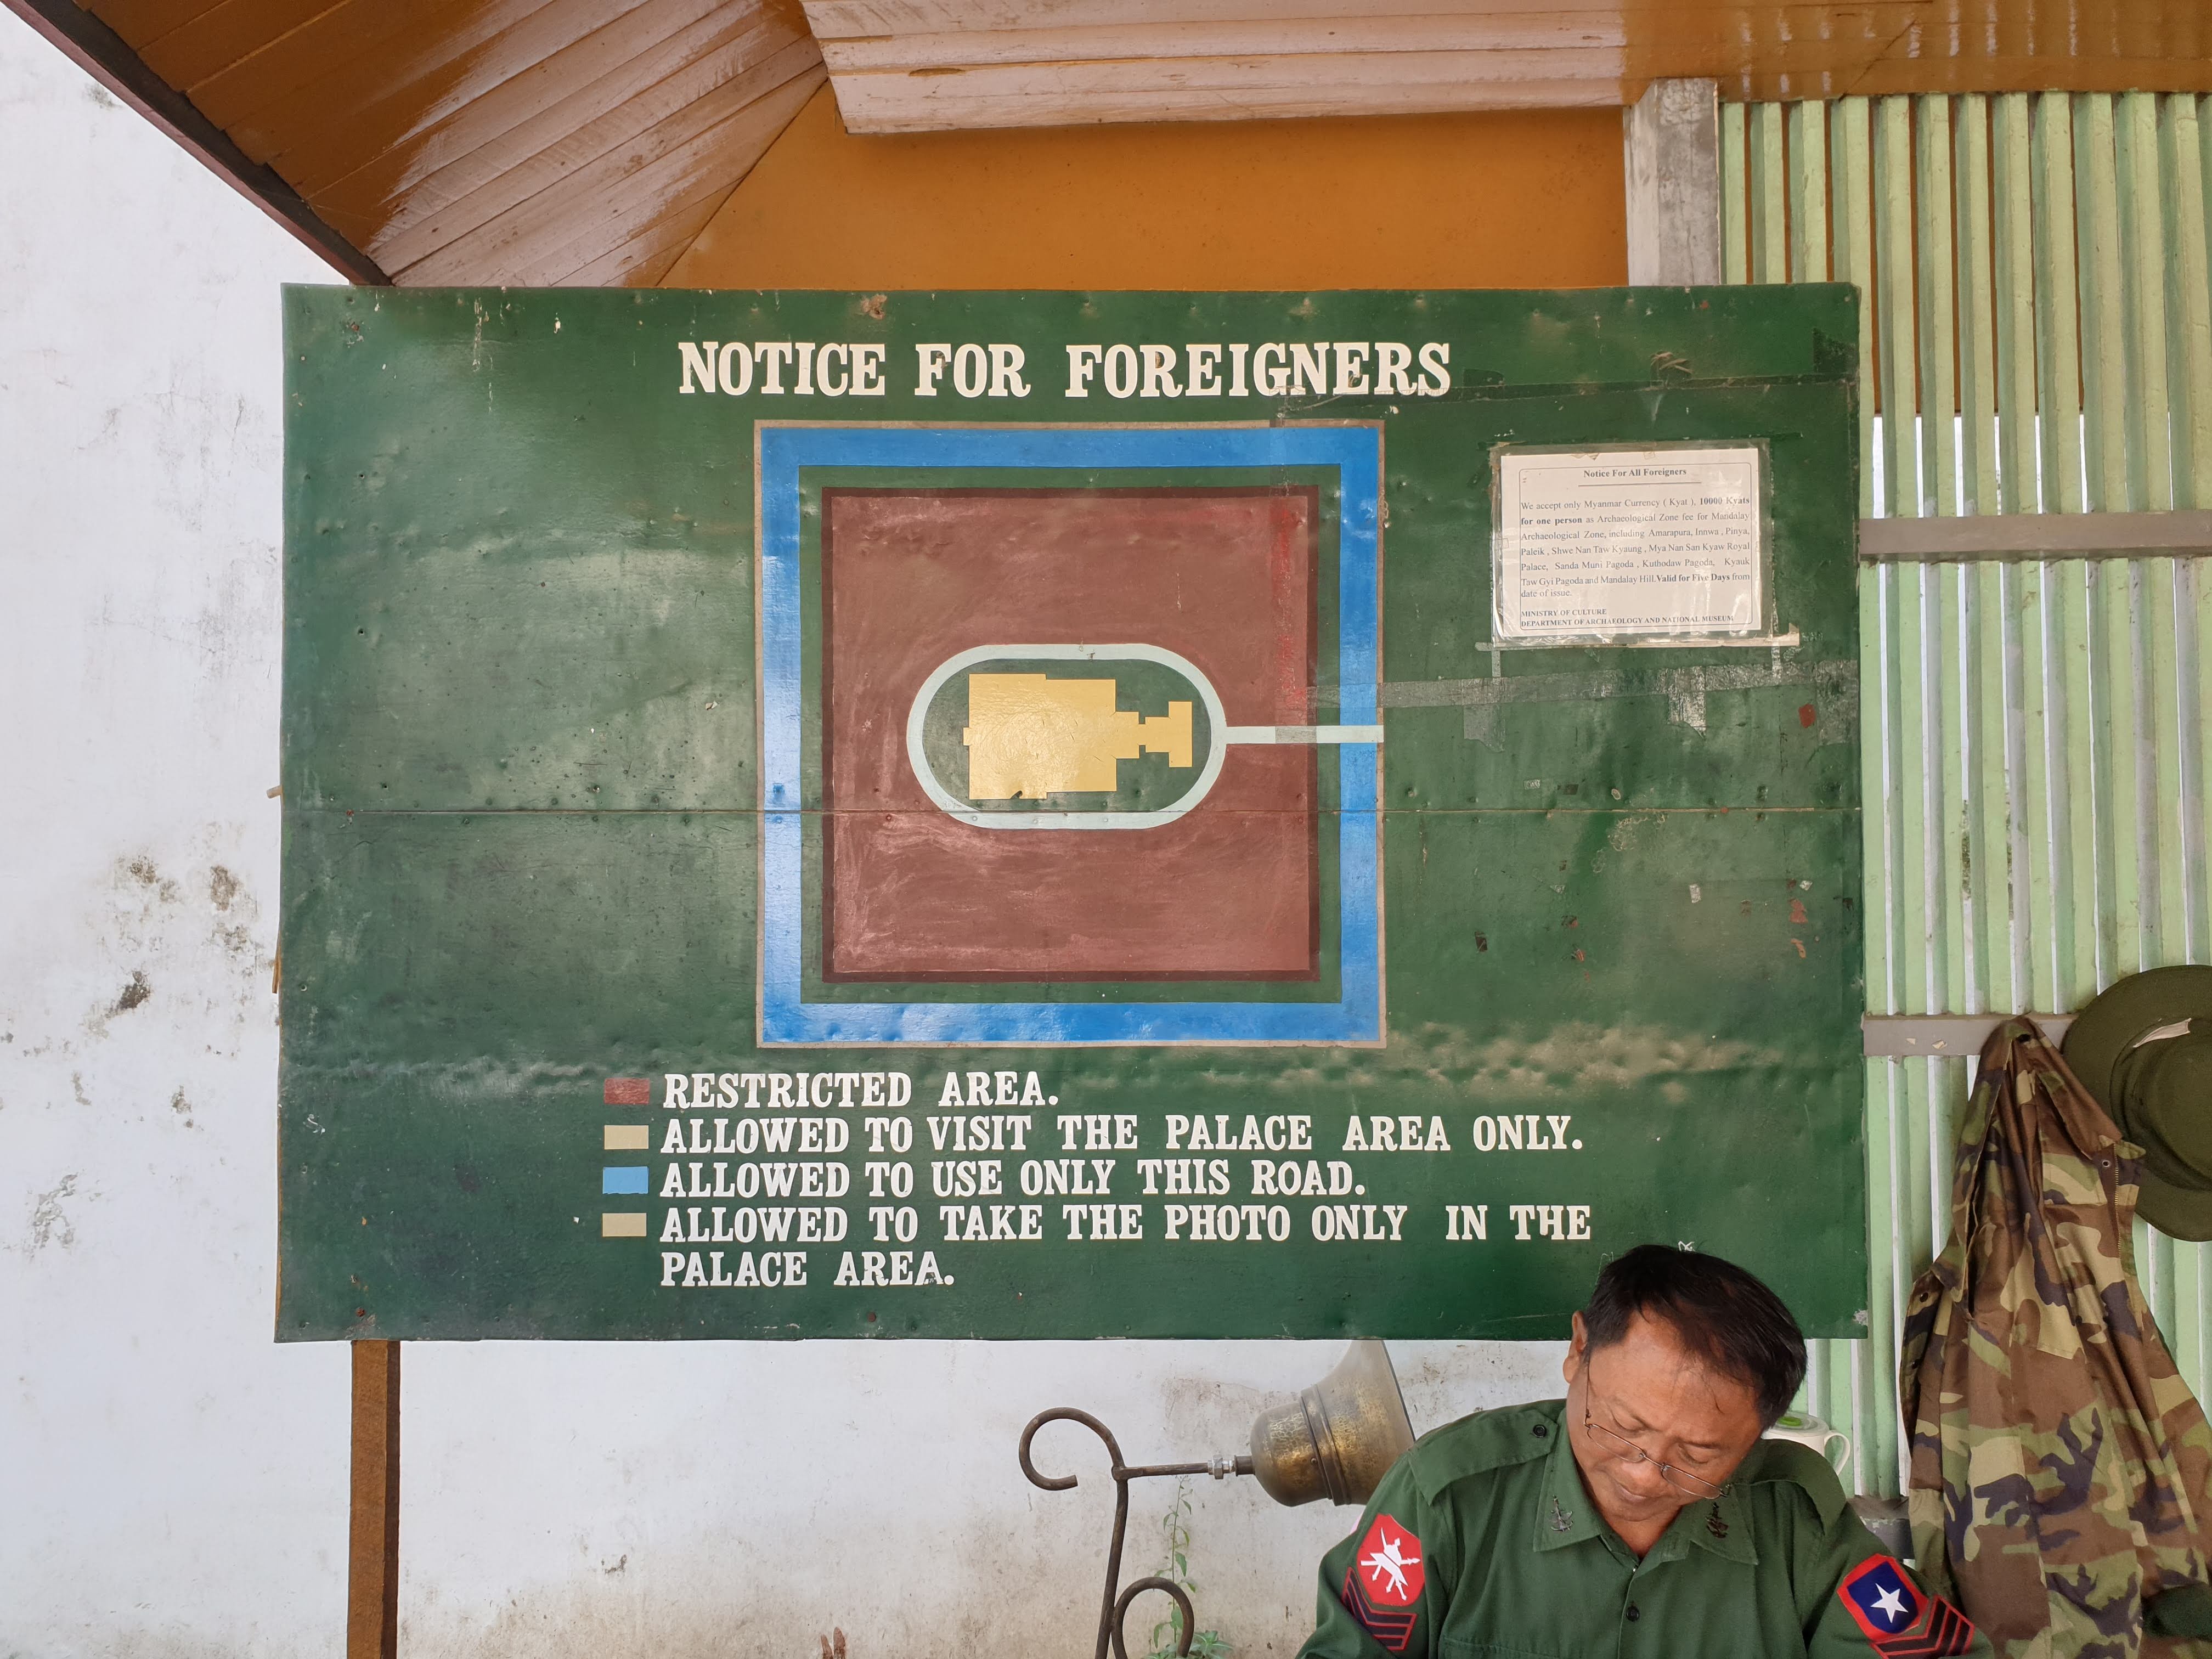 NOTICE FOR FOREIGNERS
Notice For All Foreigners
We accept only Myanmar Currency ( Kyat ), 10000 Kyats
for one person as Archaeological Zone fee for Mandalay
Archaeological Zone, including Amarapura, Innwa , Pinya,
Paleik , Shwe Nan Taw Kyaung , Mya Nan San Kyaw Royal
Palace, Sanda Muni Pagoda , Kuthodaw Pagoda, Kyauk
Taw Gyi Pagoda and Mandalay Hill.Valid for Five Days from
date of issue.
MINISTRY OF CULTURE
DEPARTMENT OF ARCHAEOLOGY AND NATIONAL MUSEUM
RESTRICTED AREA.
ALLOWED TO VISIT THE PALACE AREA ONLY.
ALLOWED TO USE ONLY THIS ROAD.
ALLOWED TO TAKE THE PHOTO ONLY IN THE
PALACE AREA.